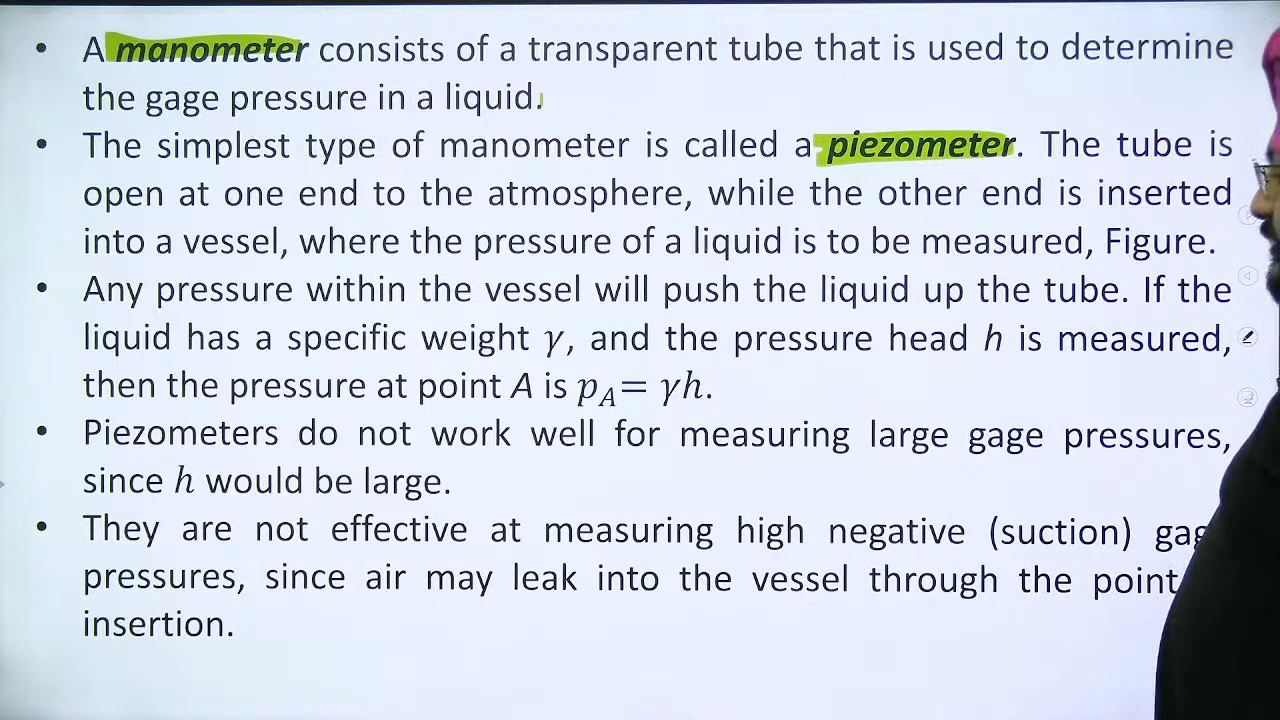 • A manometer consists of a transparent tube that is used to determine
the gage pressure in a liquid.
• The simplest type of manometer is called a piezometer. The tube is
open at one end to the atmosphere, while the other end is inserted
into a vessel, where the pressure of a liquid is to be measured, Figure.
• Any pressure within the vessel will push the liquid up the tube. If the
liquid has a specific weight γ, and the pressure head h is measured,
then the pressure at point A is p_A= γh.
• Piezometers do not work well for measuring large gage pressures,
since h would be large.
• They are not effective at measuring high negative (suction)
pressures, since air may leak into the vessel through the point
insertion.